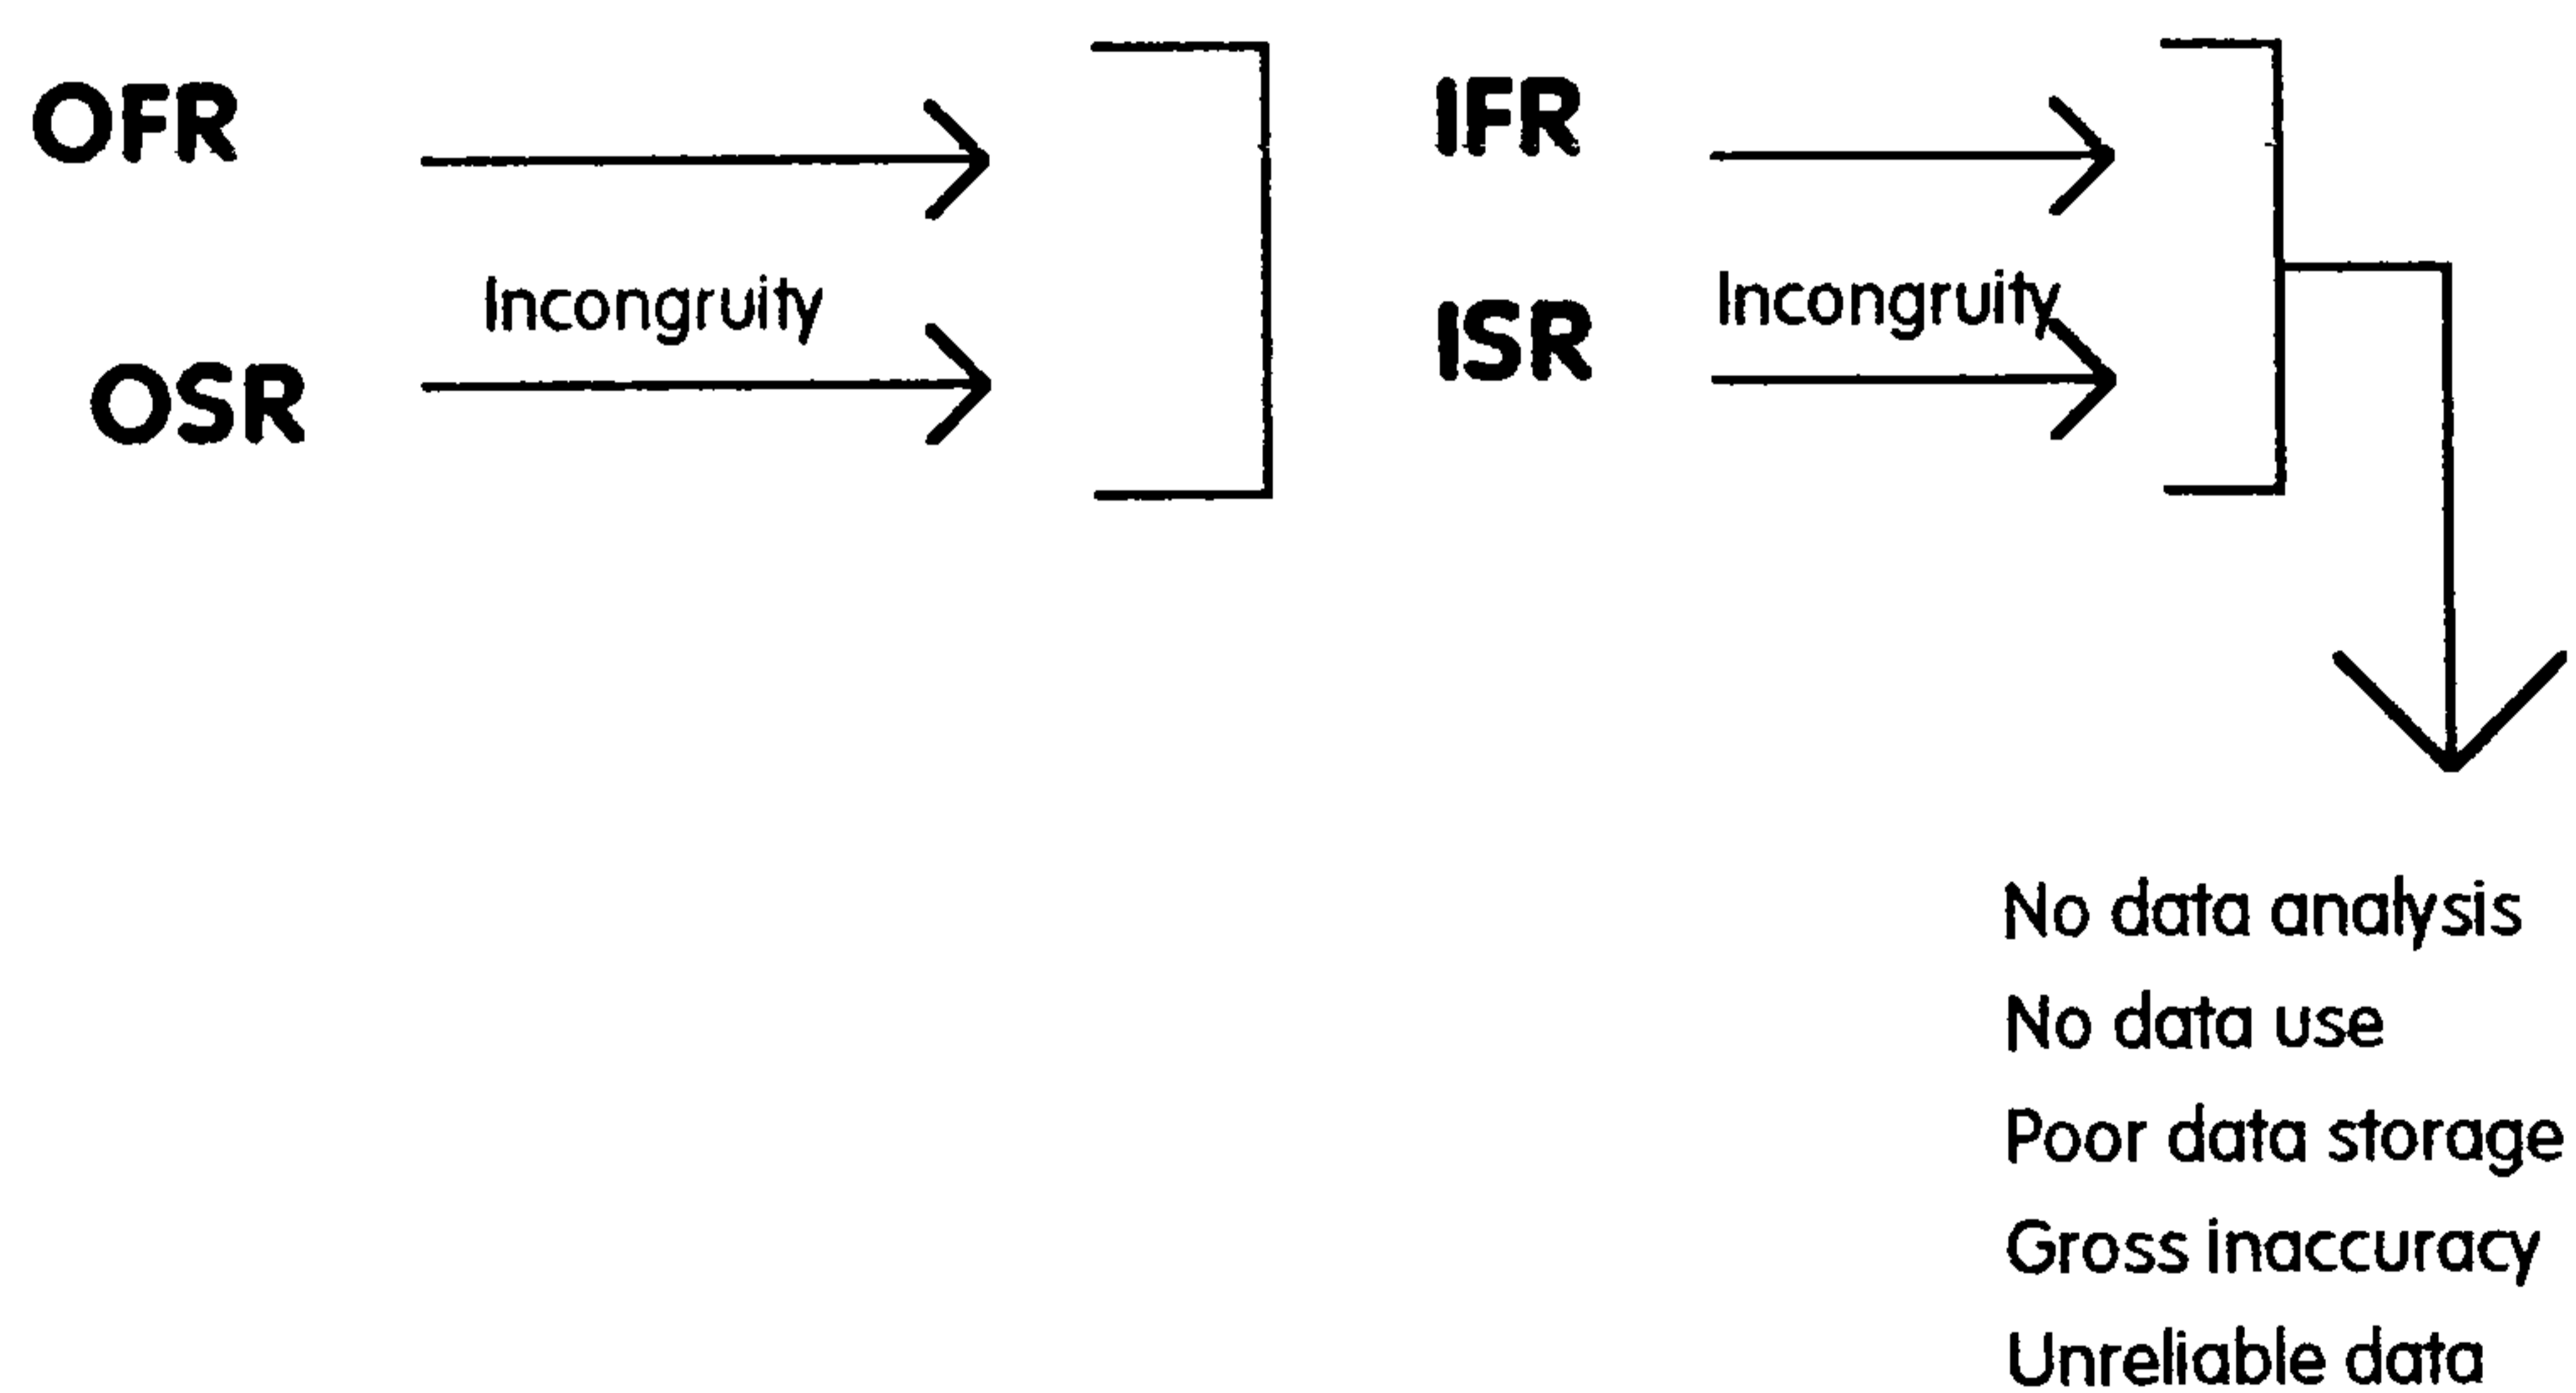 OFR
Incongruity
OSR
IFR
Incongruity
ISR
No data analysis
No data use
Poor data storage
Gross inaccuracy
Unreliable data